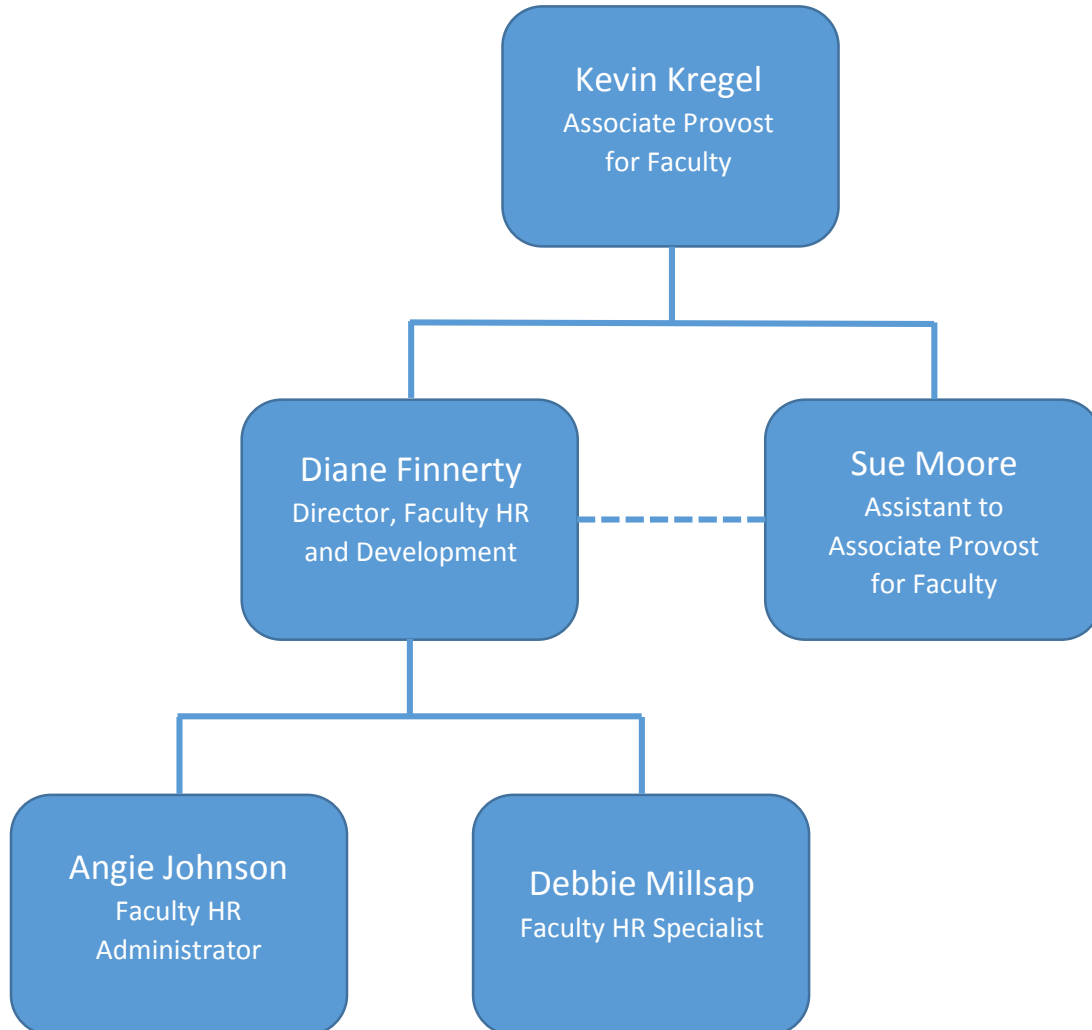 Kevin Kregel
Associate Provost
for Faculty
Diane Finnerty
Director, Faculty HR
and Development
Sue Moore
Assistant to
Associate Provost
for Faculty
Angie Johnson
Faculty HR
Administrator
Debbie Millsap
Faculty HR Specialist